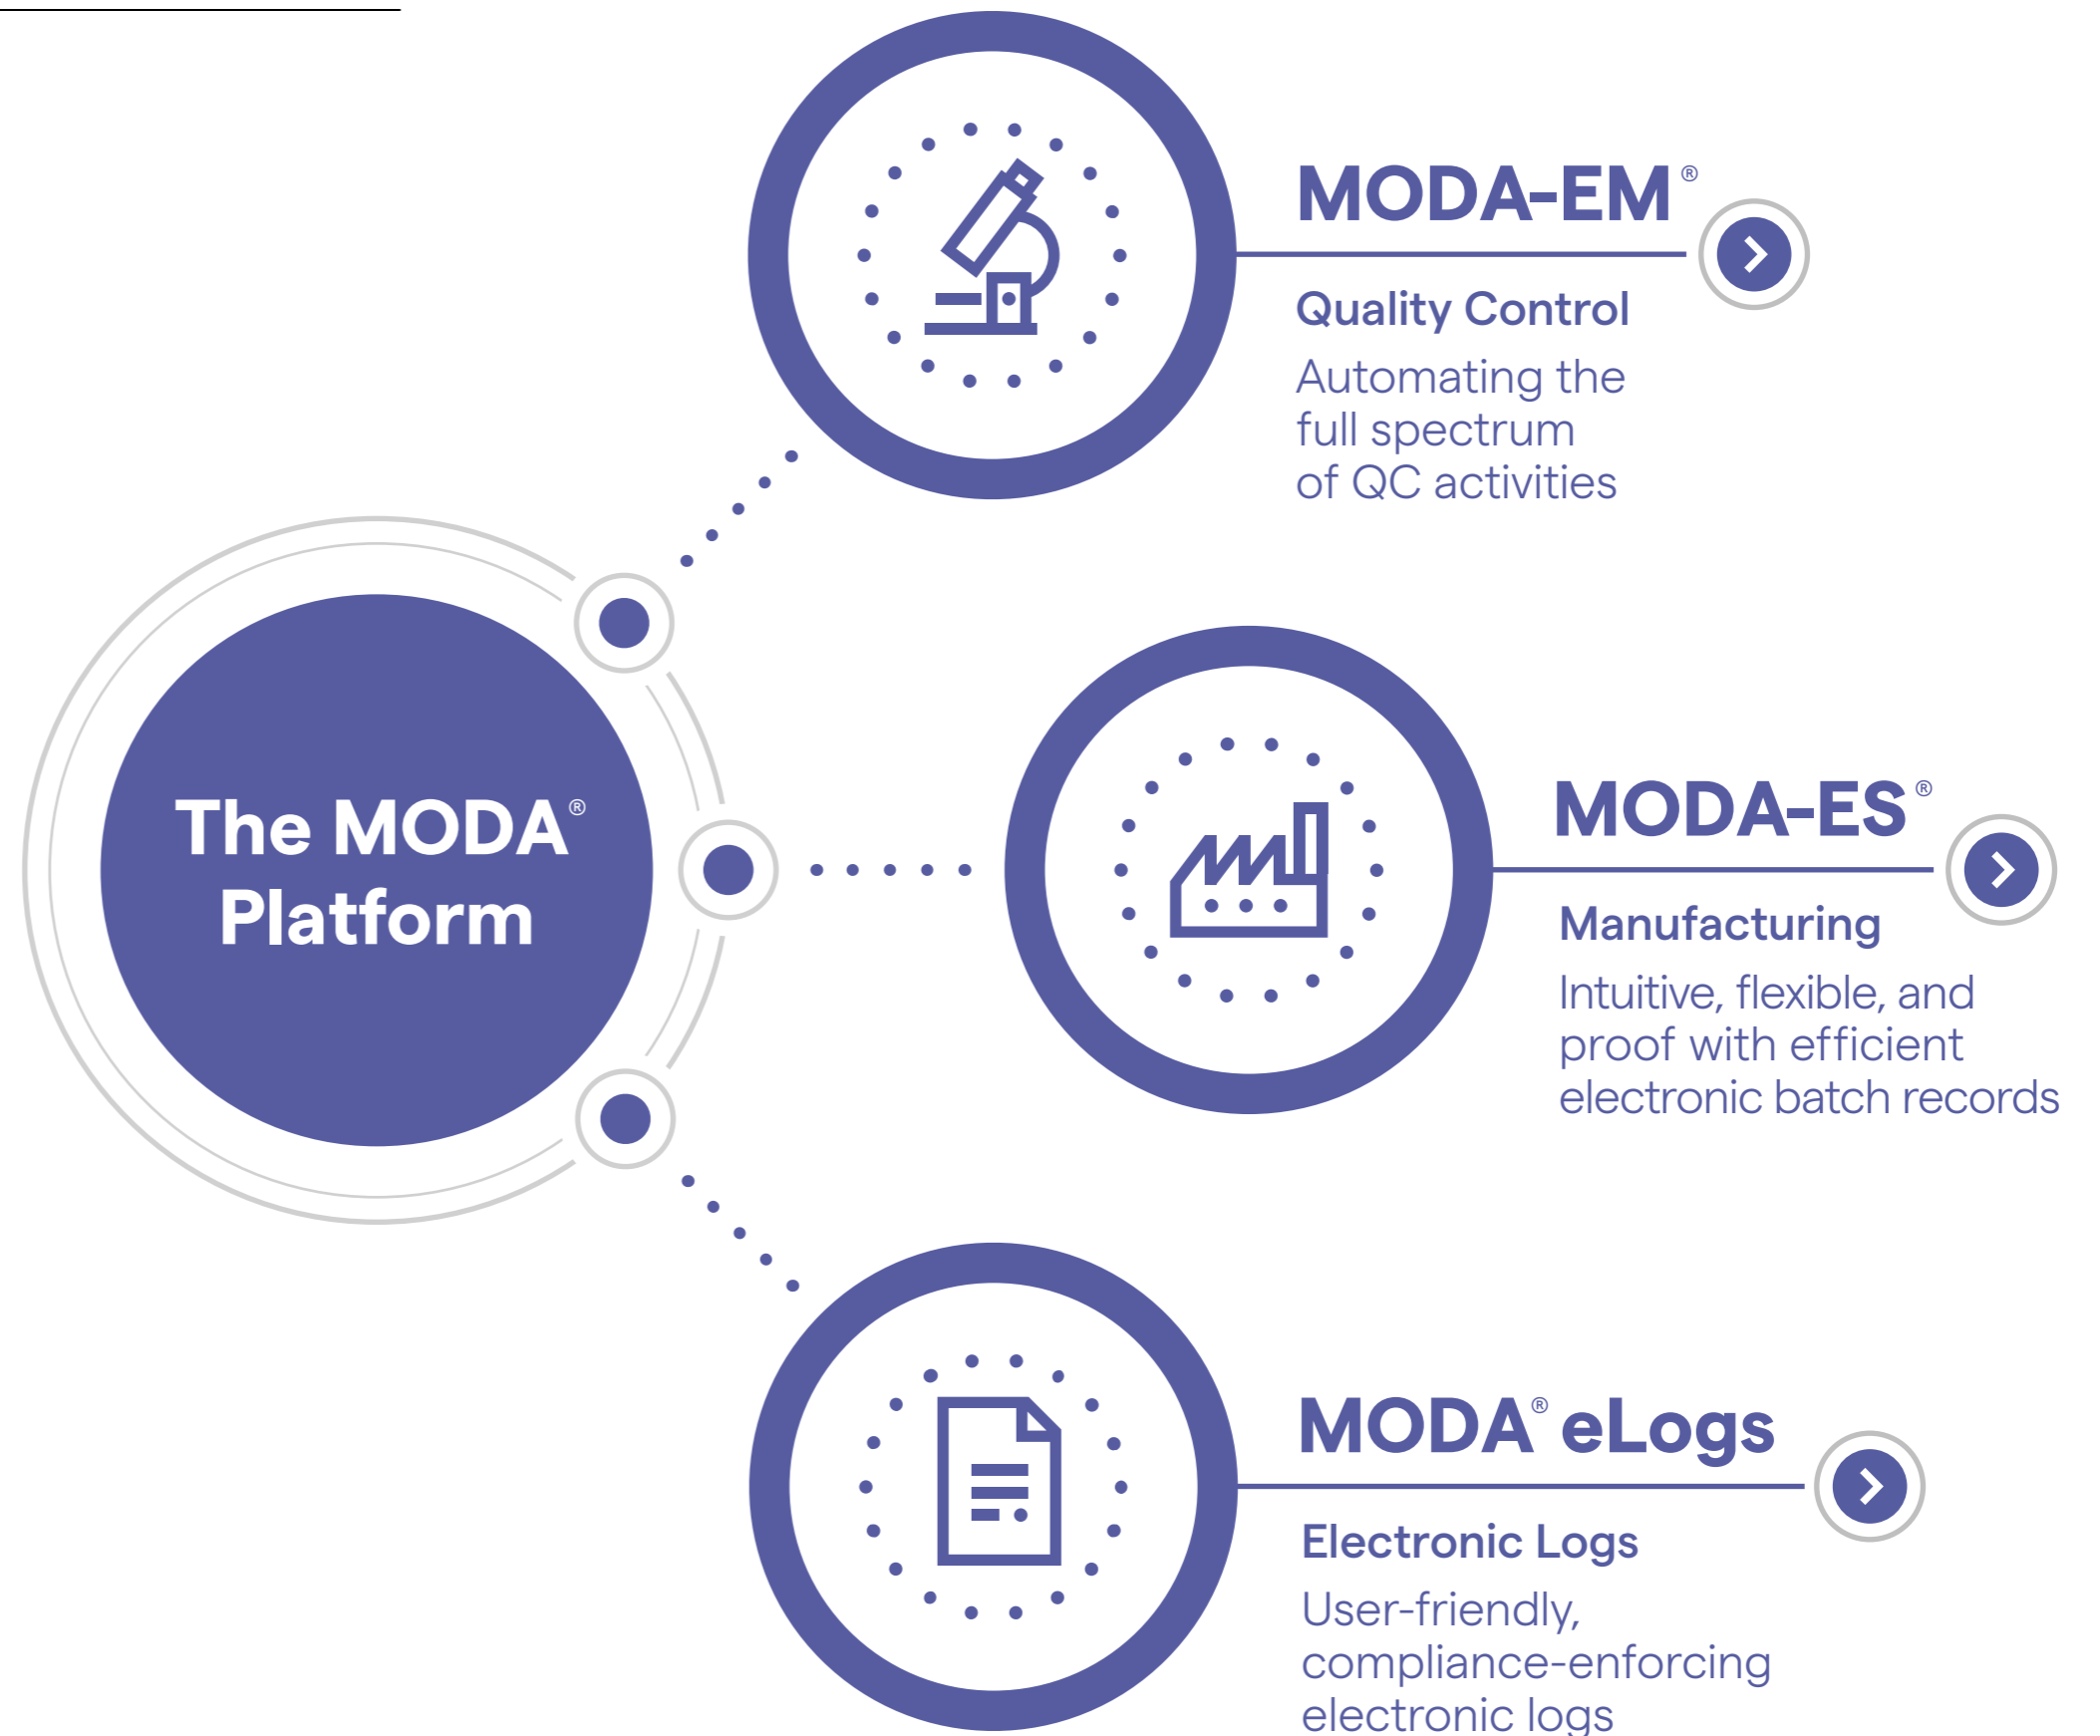 The MODA®
Platform
MODA-EM®
Quality Control
Automating the
full spectrum
of QC activities
MODA-ES®
Manufacturing
Intuitive, flexible, and
proof with efficient
electronic batch records
MODA® eLogs
Electronic Logs
User-friendly,
compliance-enforcing
electronic logs